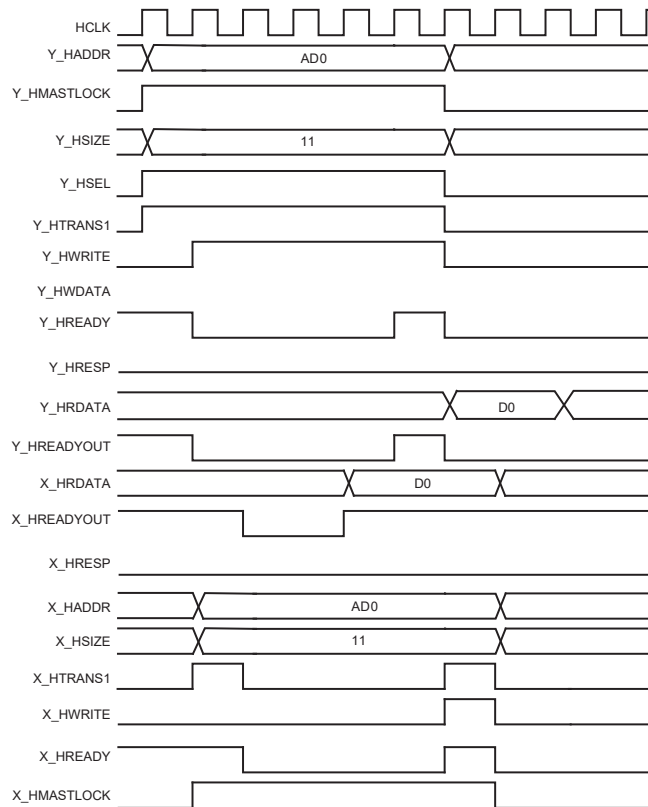 HCLK
Y_HADDR AD0
Y_HMASTLOCK
Y_HSIZE 11
Y_HSEL
Y_HTRANS1
Y_HWRITE
Y_HWDATA
Y_HREADY
Y_HRESP
Y_HRDATA D0
Y_HREADYOUT
X_HRDATA D0
X_HREADYOUT
X_HRESP
X_HADDR AD0
X_HSIZE 11
X_HTRANS1
X_HWRITE
X_HREADY
X_HMASTLOCK